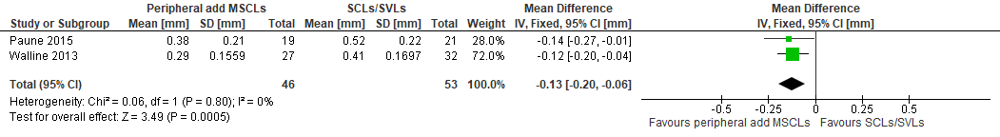 Peripheral add MSCLs SCLs/SVLs Mean Difference Mean Difference
Study or Subgroup Mean [mm] SD [mm] Total Mean [mm] SD [mm] Total Weight IV, Fixed, 95% CI [mm] IV, Fixed, 95% CI [mm]
Paune 2015 0.38 0.21 19 0.52 0.22 21 28.0% -0.14 [-0.27, -0.01]
Walline 2013 0.29 0.1559 27 0.41 0.1697 32 72.0% -0.12 [-0.20, -0.04]
Total (95% CI) 46 53 100.0% -0.13 [-0.20, -0.06]
Heterogeneity: Chi² = 0.06, df = 1 (P = 0.80); I² = 0%
Test for overall effect: Z = 3.49 (P = 0.0005)
-0.5 -0.25 0 0.25 0.5
Favours peripheral add MSCLs Favours SCLs/SVLs